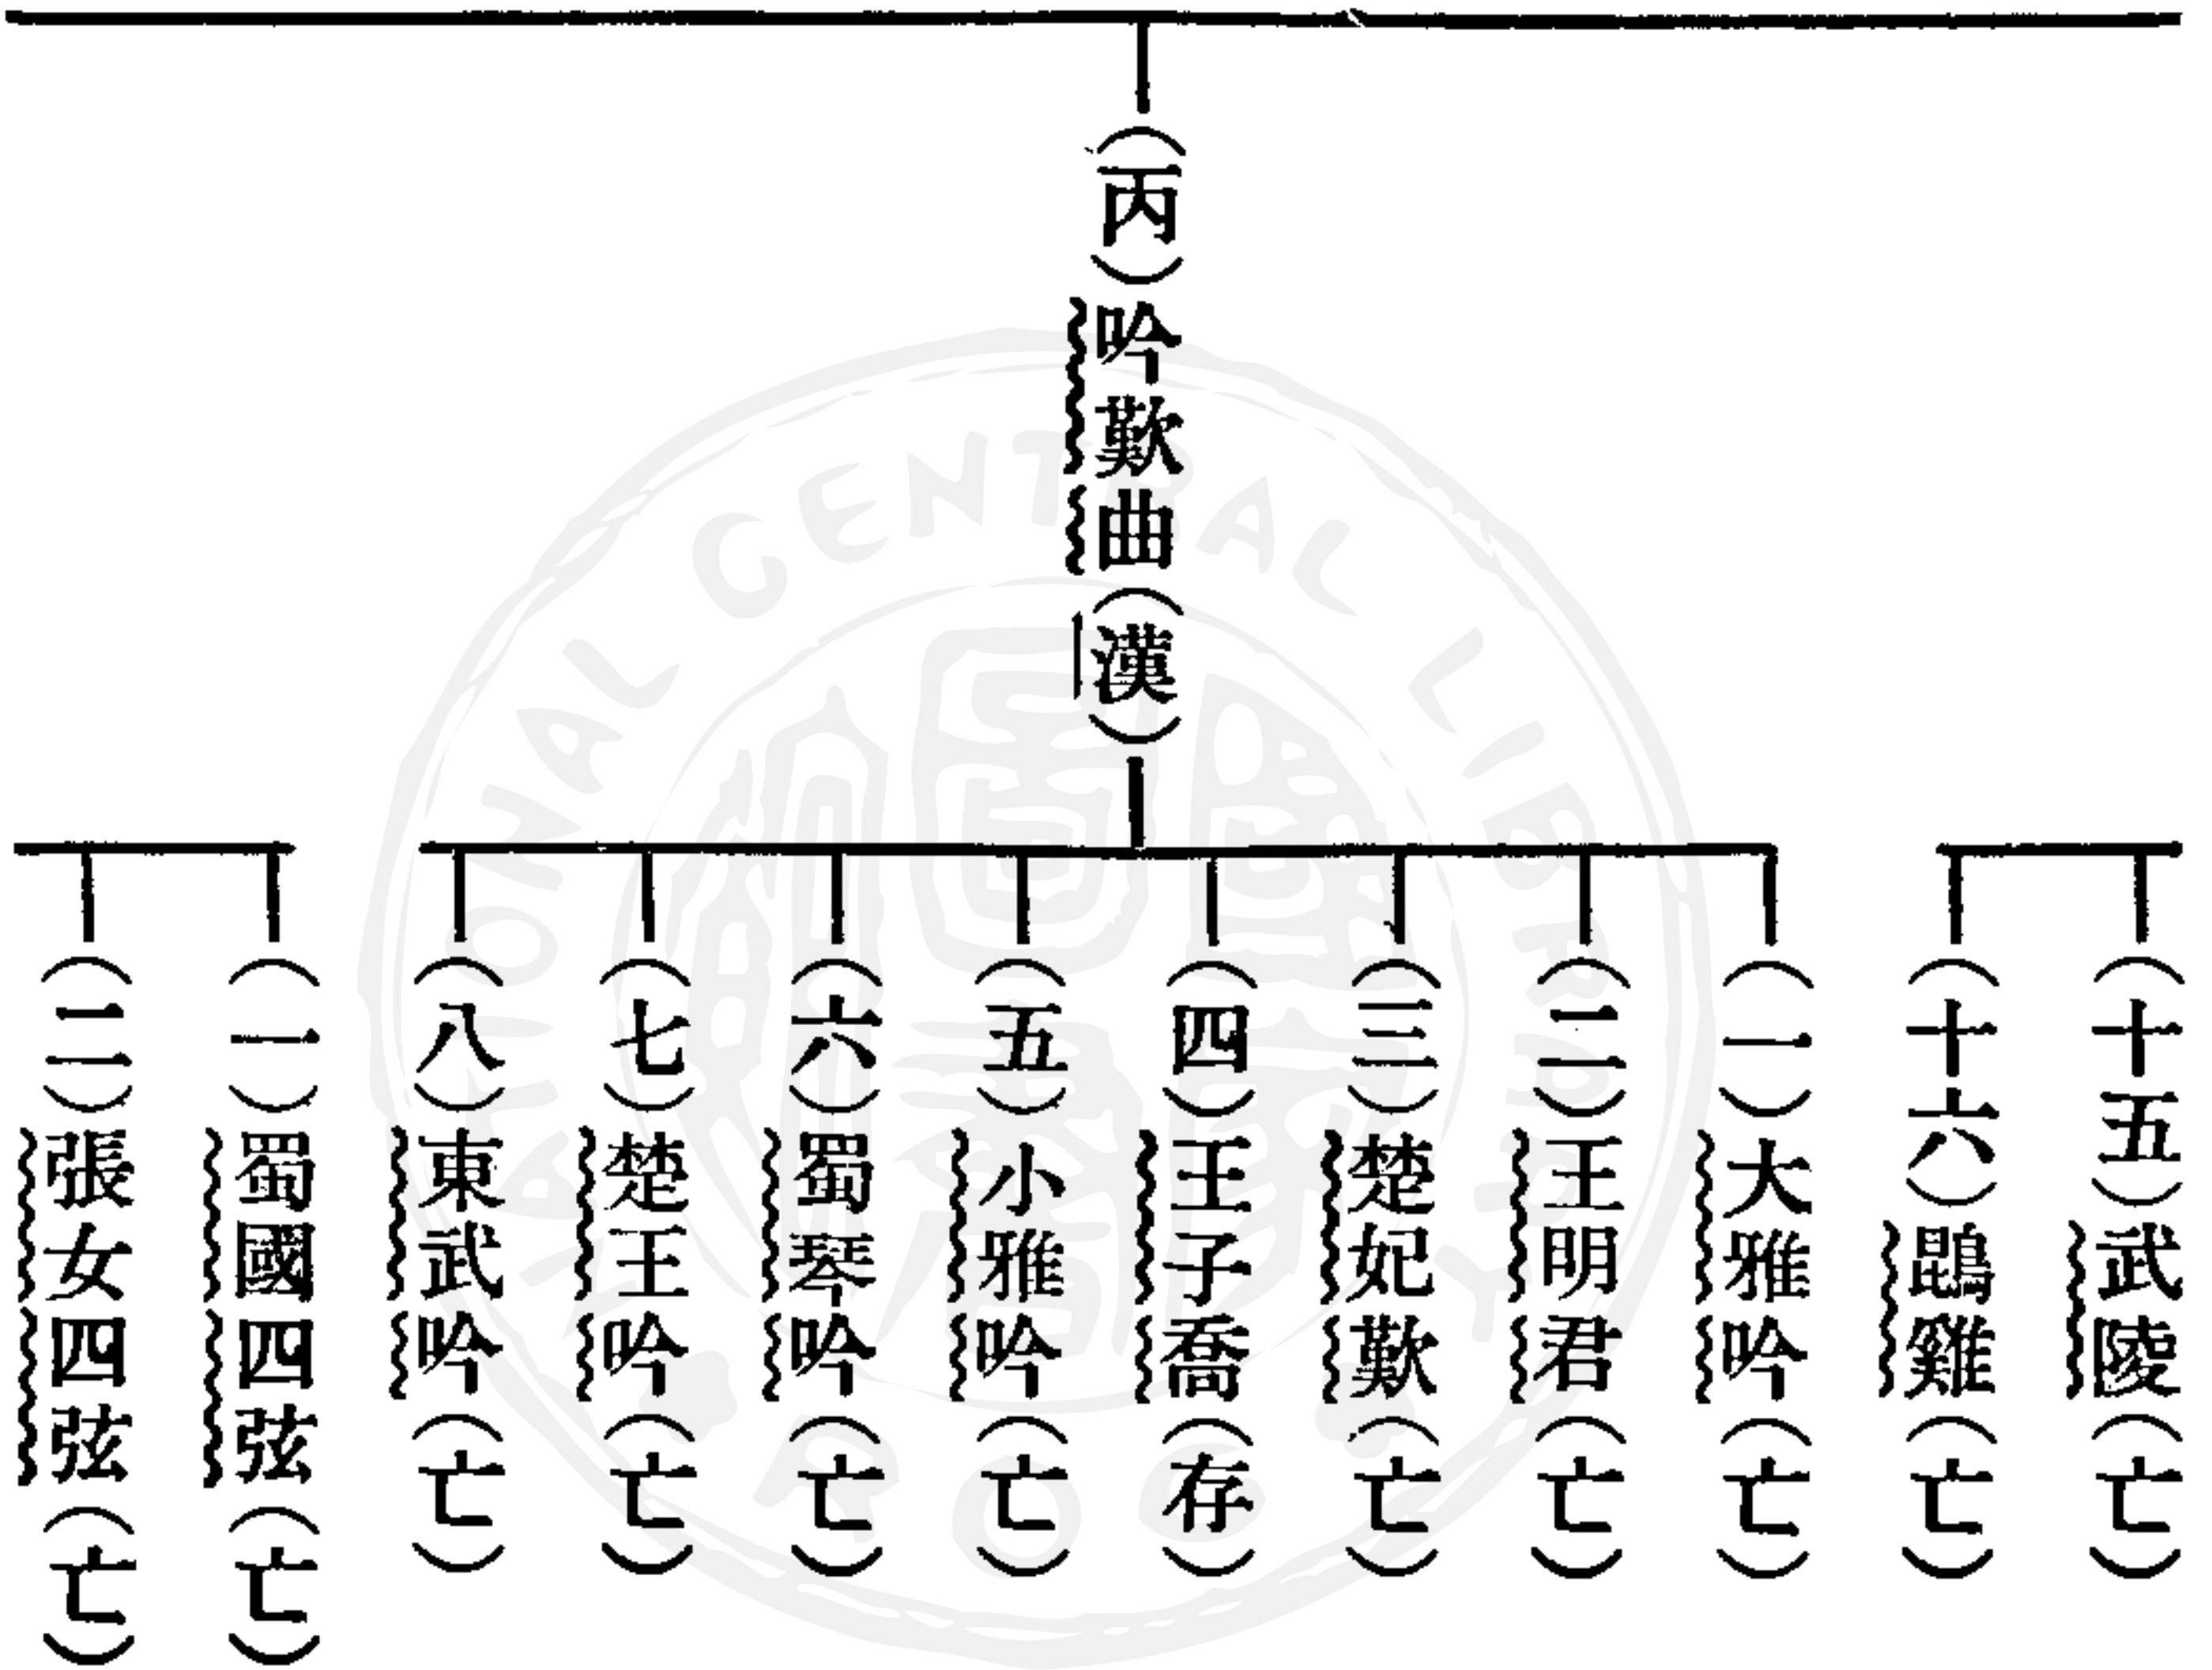 (十五)武陵(亡)
(十六)鵾雞(亡)
(丙)吟歎曲(漢)
(一)大雅吟(亡)
(二)王明君(亡)
(三)楚妃歎(亡)
(四)王子喬(存)
(五)小雅吟(亡)
(六)蜀琴吟(亡)
(七)楚王吟(亡)
(八)東武吟(亡)
(一)蜀國四弦(亡)
(二)張女四弦(亡)